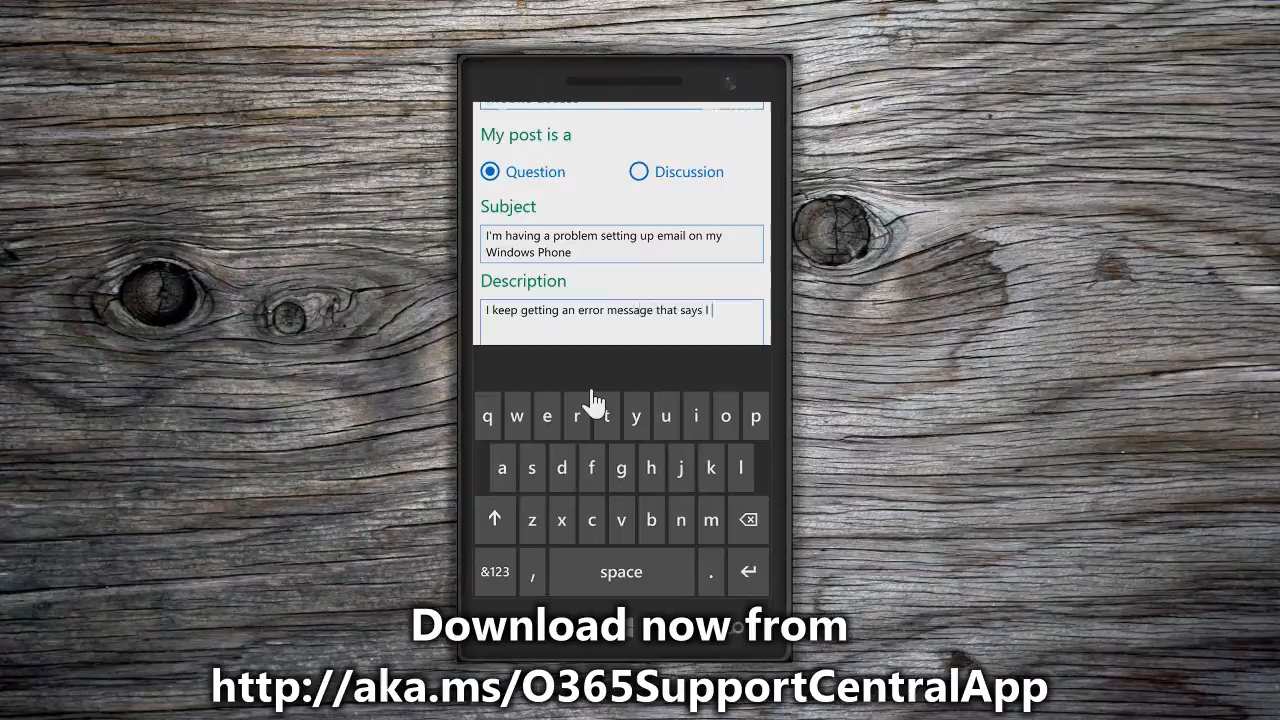 My post is a
Question
Discussion
Subject
I'm having a problem setting up email on my
Windows Phone
Description
I keep getting an error message that says I
q w e r t y u i o p
a s d f g h j k l
z x c v b n m
&123 , space .
Download now from
http://aka.ms/O365SupportCentralApp